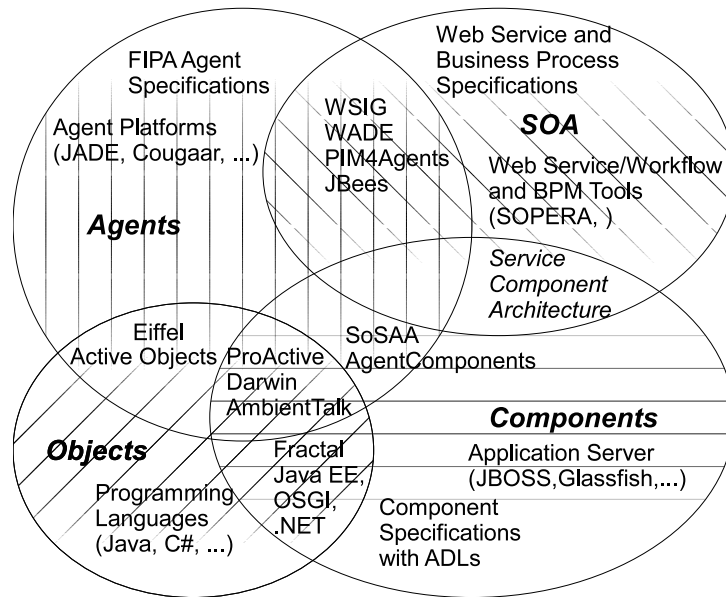 FIPA Agent
Specifications
Web Service and
Business Process
Specifications
Agent Platforms
(JADE, Cougaar, ...)
WSIG
WADE
PIM4Agents
JBees
SOA
Web Service/Workflow
and BPM Tools
(SOPERA, )
Agents
Service
Component
Architecture
Eiffel
Active Objects
ProActive
Darwin
AmbientTalk
SoSAA
AgentComponents
Components
Objects
Fractal
Java EE,
OSGI,
.NET
Application Server
(JBOSS,Glassfish,...)
Programming
Languages
(Java, C#, ...)
Component
Specifications
with ADLs